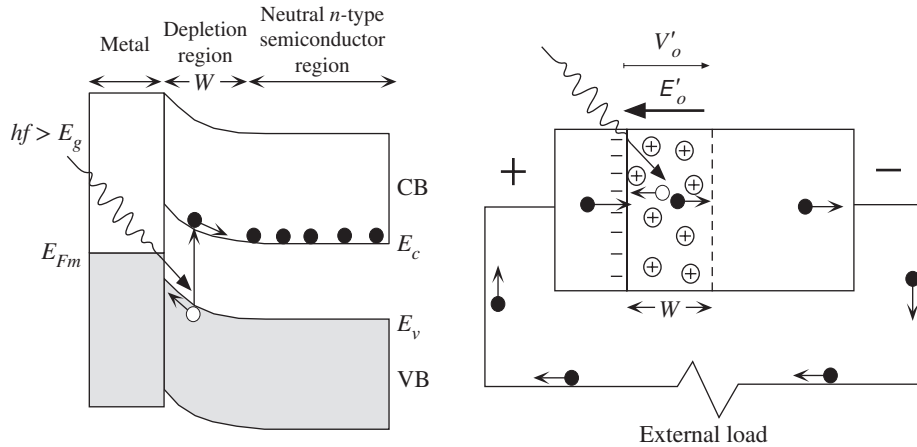 Metal
Depletion
region
W
Neutral n-type
semiconductor
region
hf > E_g
CB
E_Fm
E_c
E_v
VB
V′_o
E′_o
+
−
− − − − − − − − −
+ + + + + + + +
W
External load